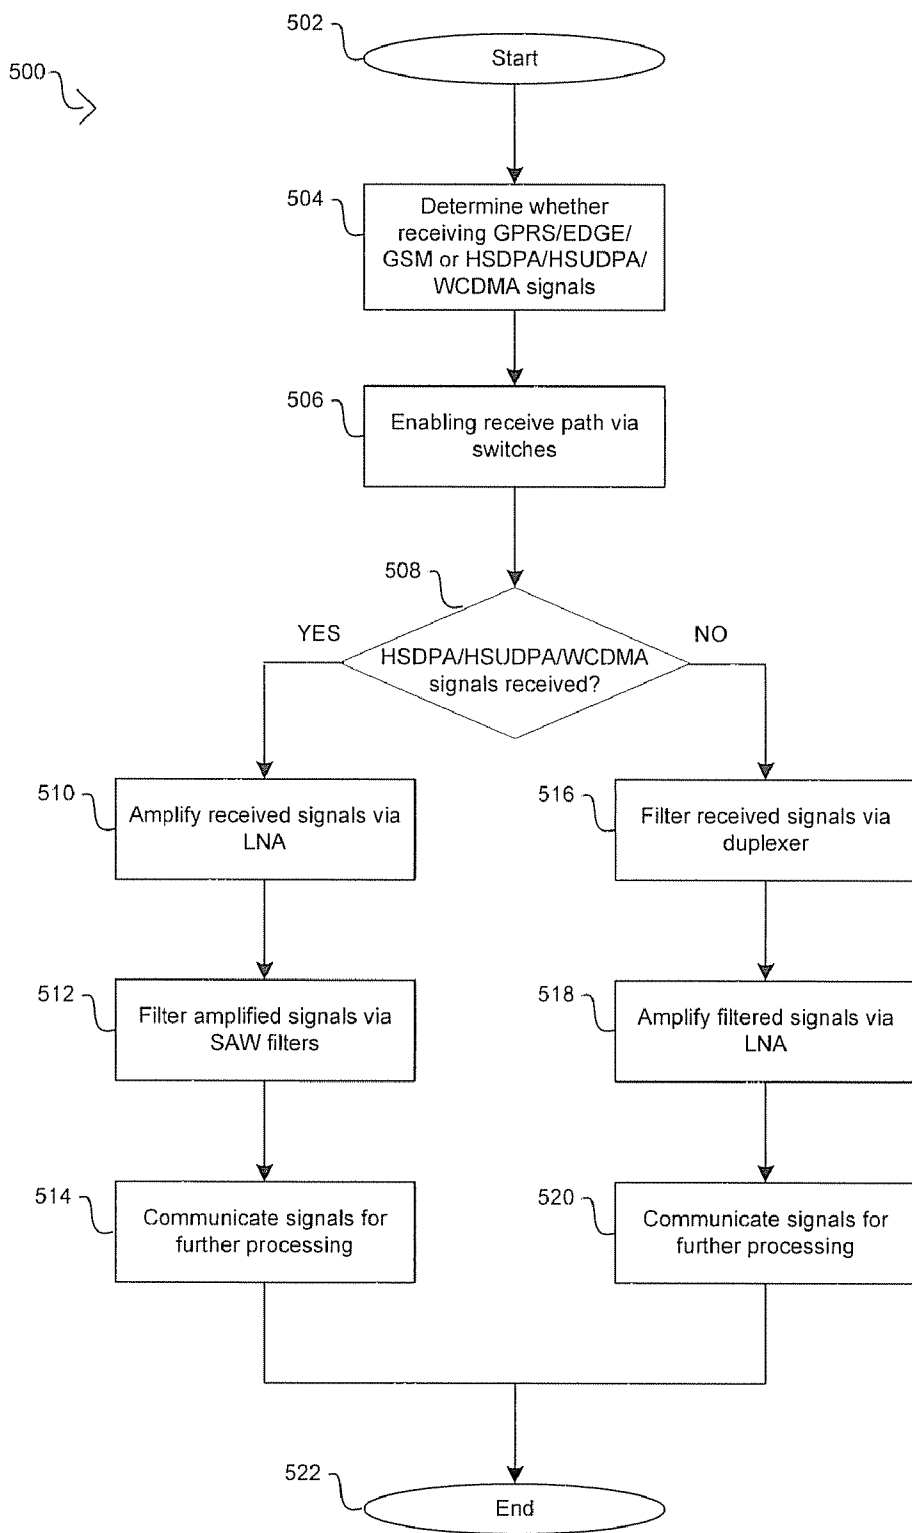 502
Start
500
504
Determine whether
receiving GPRS/EDGE/
GSM or HSDPA/HSUDPA/
WCDMA signals
506
Enabling receive path via
switches
508
YES
NO
HSDPA/HSUDPA/WCDMA
signals received?
510
Amplify received signals via
LNA
516
Filter received signals via
duplexer
512
Filter amplified signals via
SAW filters
518
Amplify filtered signals via
LNA
514
Communicate signals for
further processing
520
Communicate signals for
further processing
522
End